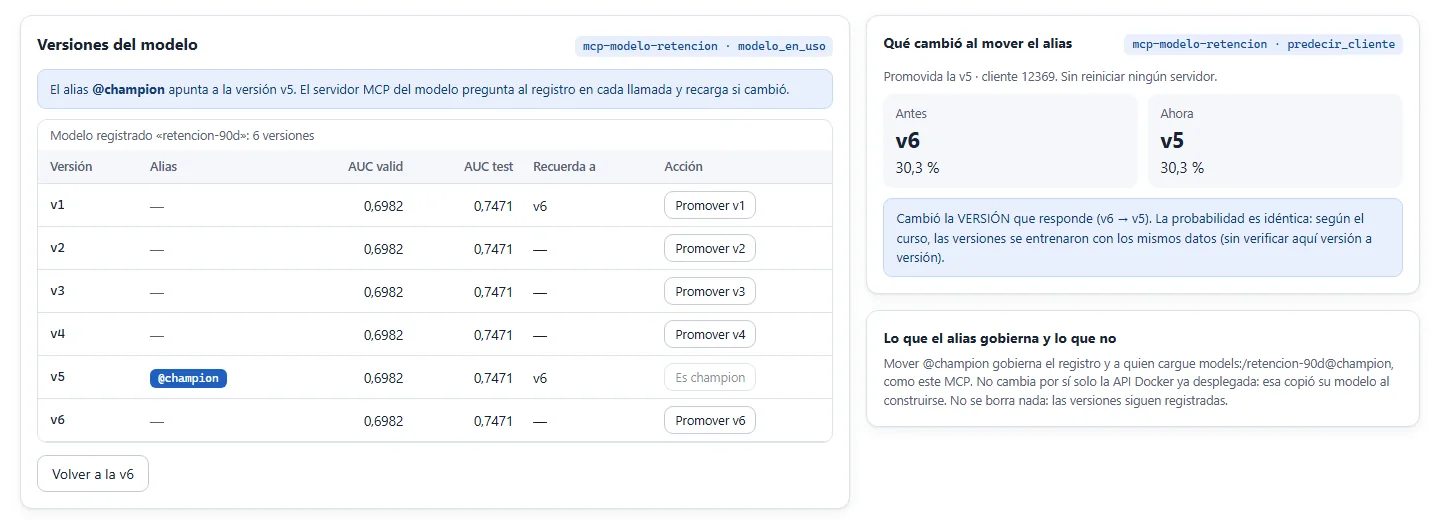 Versiones del modelo
mcp-modelo-retencion · modelo_en_uso
El alias @champion apunta a la versión v5. El servidor MCP del modelo pregunta al registro en cada llamada y recarga si cambió.
Modelo registrado «retencion-90d»: 6 versiones
Versión Alias AUC valid AUC test Recuerda a Acción
v1 — 0,6982 0,7471 v6 Promover v1
v2 — 0,6982 0,7471 — Promover v2
v3 — 0,6982 0,7471 — Promover v3
v4 — 0,6982 0,7471 — Promover v4
v5 @champion 0,6982 0,7471 v6 Es champion
v6 — 0,6982 0,7471 — Promover v6
Volver a la v6
Qué cambió al mover el alias
mcp-modelo-retencion · predecir_cliente
Promovida la v5 · cliente 12369. Sin reiniciar ningún servidor.
Antes
v6
30,3 %
Ahora
v5
30,3 %
Cambió la VERSIÓN que responde (v6 → v5). La probabilidad es idéntica: según el
curso, las versiones se entrenaron con los mismos datos (sin verificar aquí versión a
versión).
Lo que el alias gobierna y lo que no
Mover @champion gobierna el registro y a quien cargue models:/retencion-90d@champion,
como este MCP. No cambia por sí solo la API Docker ya desplegada: esa copió su modelo al
construirse. No se borra nada: las versiones siguen registradas.